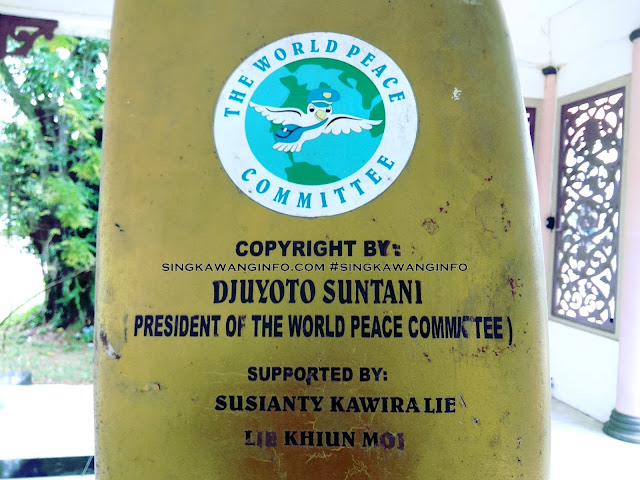 THE WORLD PEACE
COMMITTEE
COPYRIGHT BY:
SINGKAWANGINFO.COM #SINGKAWANGINFO
DJUYOTO SUNTANI
( PRESIDENT OF THE WORLD PEACE COMMITTEE )
SUPPORTED BY:
SUSIANTY KAWIRA LIE
LIE KHIUN MOI